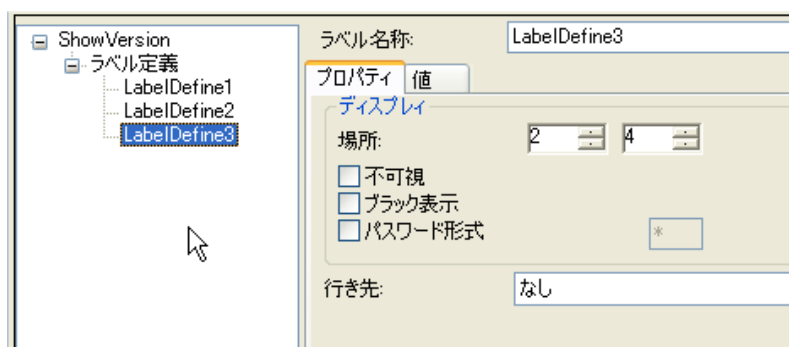 ShowVersion
ラベル定義
LabelDefine1
LabelDefine2
LabelDefine3
ラベル名称:
LabelDefine3
プロパティ 値
ディスプレイ
場所: 2 4
不可視
ブラック表示
パスワード形式 *
行き先: なし